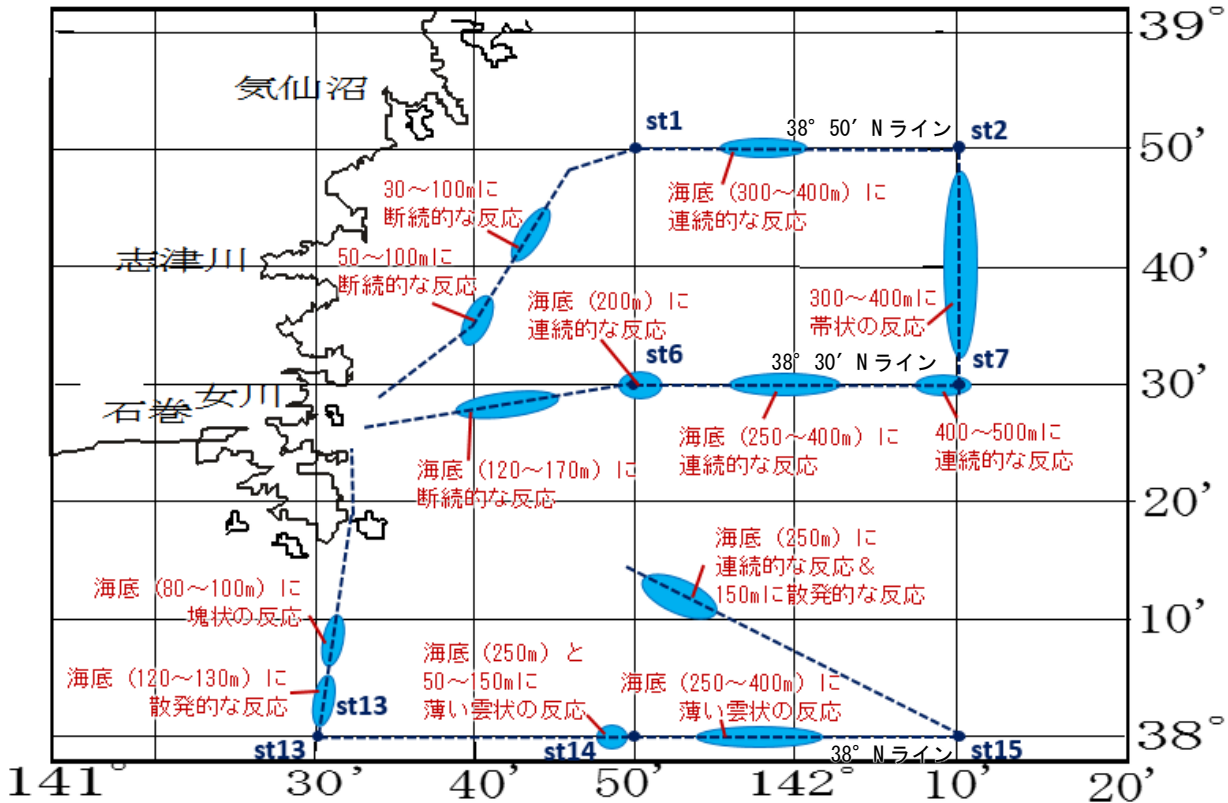 39°
気仙沼
st1
38° 50′ N ライン
st2
50'
30～100mに
断続的な反応
海底（300～400m）に
連続的な反応
志津川
50～100mに
断続的な反応
40'
海底（200m）に
連続的な反応
300～400mに
帯状の反応
st6
38° 30′ N ライン
st7
30'
女川
石巻
海底（120～170m）に
断続的な反応
海底（250～400m）に
連続的な反応
400～500mに
連続的な反応
20'
海底（250m）に
連続的な反応＆
150mに散発的な反応
海底（80～100m）に
塊状の反応
10'
海底（120～130m）に
散発的な反応
st13
海底（250m）と
50～150mに
薄い雲状の反応
海底（250～400m）に
薄い雲状の反応
st13
st14
38° N ライン
st15
38°
141°
30'
40'
50'
142°
10'
20'